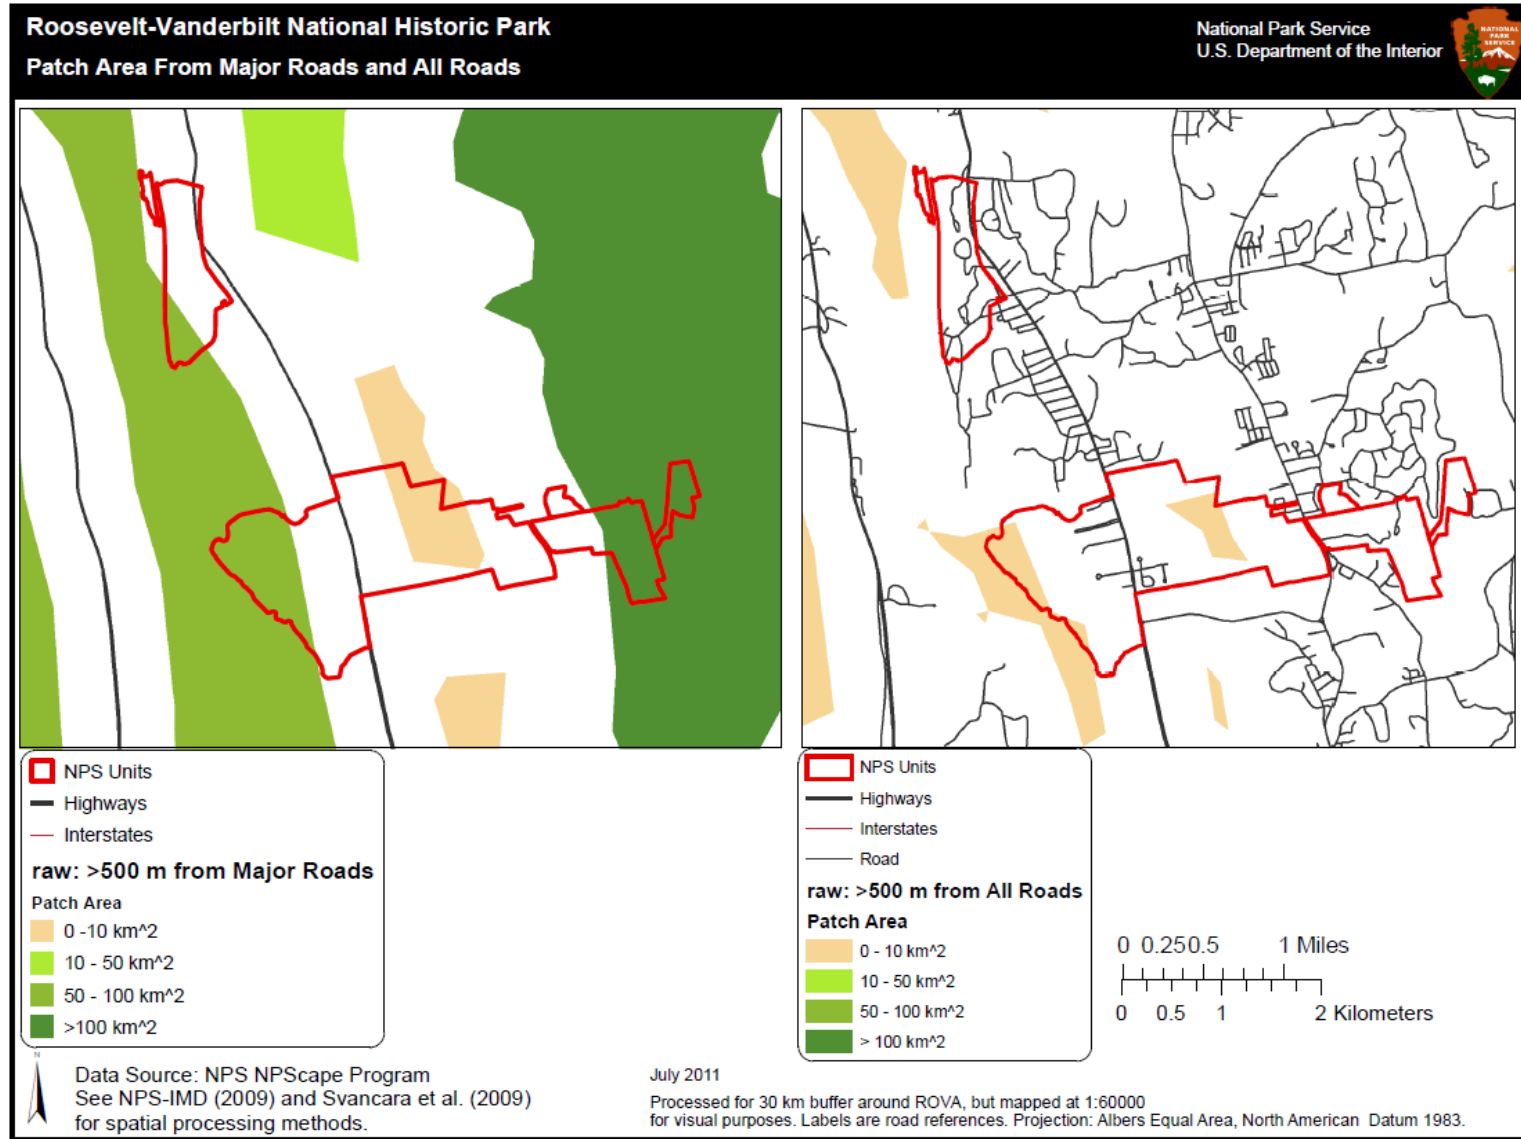 Roosevelt-Vanderbilt National Historic Park
Patch Area From Major Roads and All Roads
National Park Service
U.S. Department of the Interior
NATIONAL
PARK
SERVICE
NPS Units
Highways
Interstates
raw: >500 m from Major Roads
Patch Area
0 -10 km^2
10 - 50 km^2
50 - 100 km^2
>100 km^2
NPS Units
Highways
Interstates
Road
raw: >500 m from All Roads
Patch Area
0 - 10 km^2
10 - 50 km^2
50 - 100 km^2
> 100 km^2
0 0.25 0.5 1 Miles
0 0.5 1 2 Kilometers
N
Data Source: NPS NPScape Program
See NPS-IMD (2009) and Svancara et al. (2009)
for spatial processing methods.
July 2011
Processed for 30 km buffer around ROVA, but mapped at 1:60000
for visual purposes. Labels are road references. Projection: Albers Equal Area, North American Datum 1983.